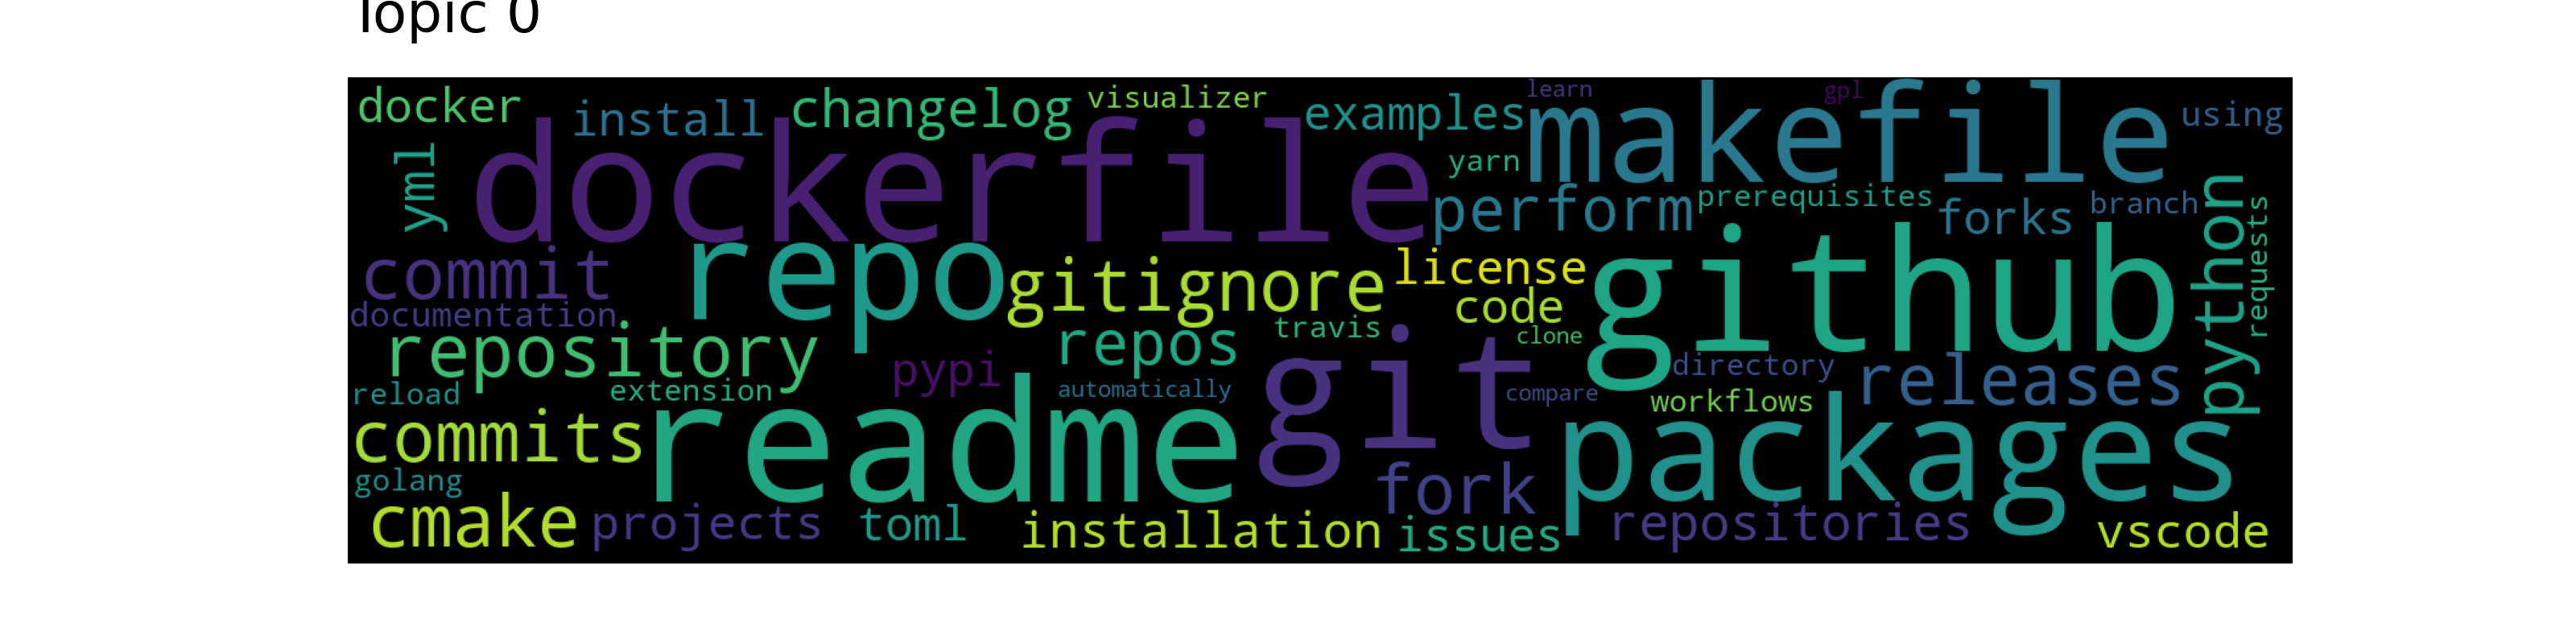 Topic 0
docker install changelog visualizer examples learn makefile gpl using
yml dockerfile yarn perform prerequisites forks branch python requests
commit repo gitignore license code github
documentation
repository pypi repos travis git clone directory releases
reload extension automatically compare workflows
commits readme packages
golang fork
cmake projects toml installation issues repositories vscode